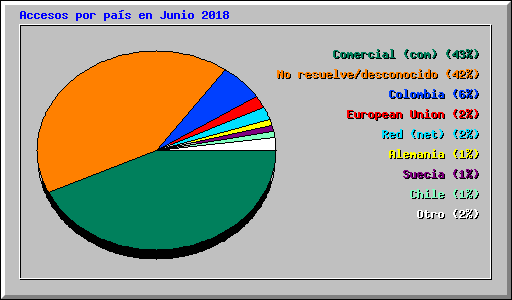 Accesos por país en Junio 2018
Comercial (com) (43%)
No resuelve/desconocido (42%)
Colombia (6%)
European Union (2%)
Red (net) (2%)
Alemania (1%)
Suecia (1%)
Chile (1%)
Otro (2%)